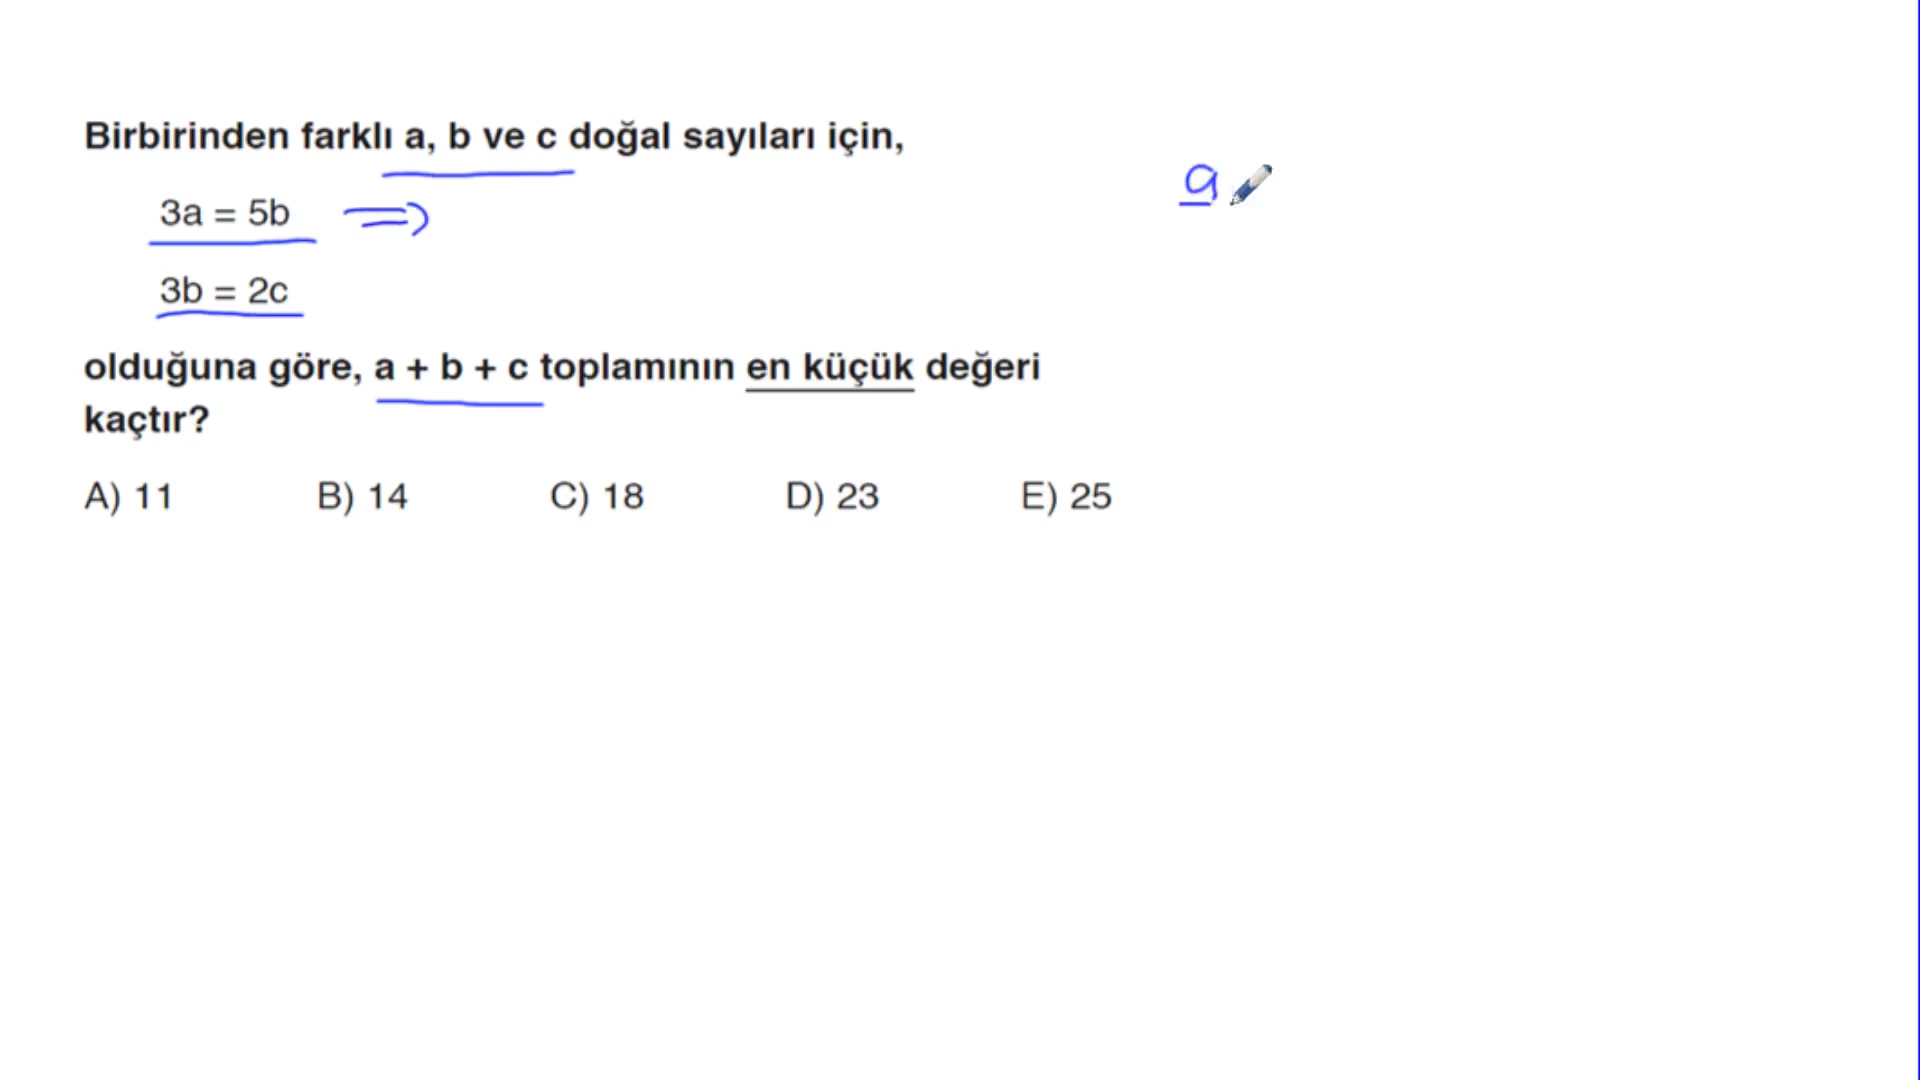 Birbirinden farklı a, b ve c doğal sayıları için,
a
3a = 5b ⇒
3b = 2c
olduğuna göre, a + b + c toplamının en küçük değeri
kaçtır?
A) 11 B) 14 C) 18 D) 23 E) 25